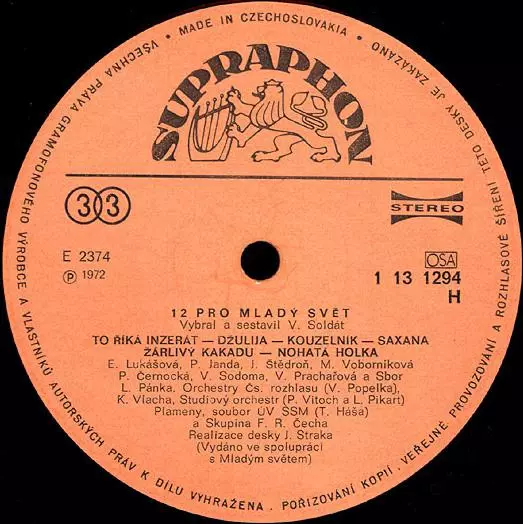 · MADE IN CZECHOSLOVAKIA ·
VŠECHNA PRÁVA GRAMOFONOVÉHO VÝROBCE A VLASTNÍKŮ AUTORSKÝCH PRÁV K DÍLU VYHRAŽENA. · POŘIZOVÁNÍ KOPIÍ. VEŘEJNÉ PROVOZOVÁNÍ A ROZHLASOVÉ ŠÍŘENÍ TÉTO DESKY JE ZAKÁZÁNO
SUPRAPHON
33
STEREO
E 2374
Ⓟ 1972
OSA
1 13 1294
H
12 PRO MLADÝ SVĚT
Vybral a sestavil V. Soldát
TO ŘÍKÁ INZERÁT — DŽULIJA — KOUZELNÍK — SAXANA
ŽÁRLIVÝ KAKADU — NOHATÁ HOLKA
E. Lukášová, P. Janda, J. Štědroň, M. Voborníková
P. Černocká, V. Sodoma, V. Prachařová a Sbor
L. Pánka. Orchestry Čs. rozhlasu (V. Popelka),
K. Vlacha, Studiový orchestr (P. Vitoch a L. Pikart)
Plameny, soubor ÚV SSM (T. Háša)
a Skupina F. R. Čecha
Realizace desky J. Straka
(Vydáno ve spolupráci
s Mladým světem)